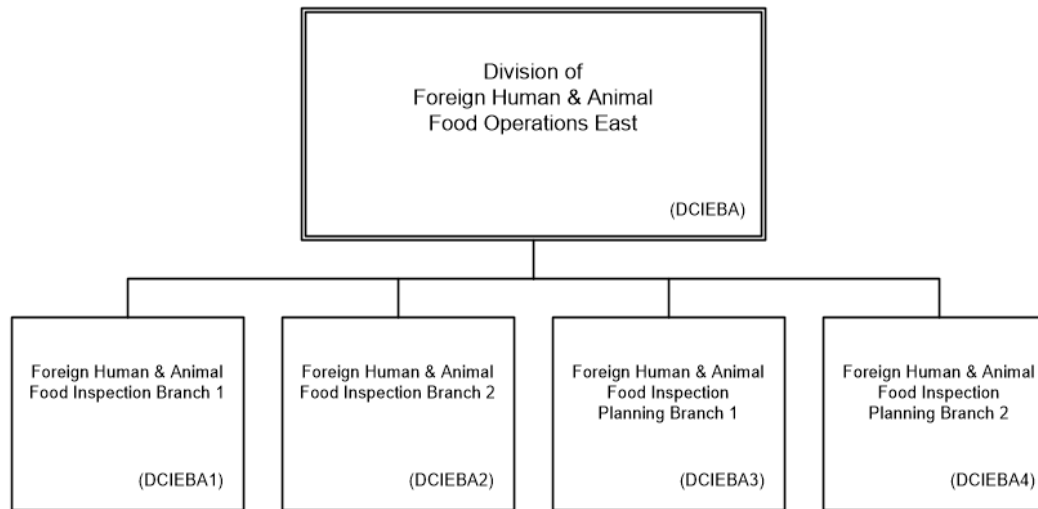 Division of
Foreign Human & Animal
Food Operations East
(DCIEBA)
Foreign Human & Animal
Food Inspection Branch 1
(DCIEBA1)
Foreign Human & Animal
Food Inspection Branch 2
(DCIEBA2)
Foreign Human & Animal
Food Inspection
Planning Branch 1
(DCIEBA3)
Foreign Human & Animal
Food Inspection
Planning Branch 2
(DCIEBA4)